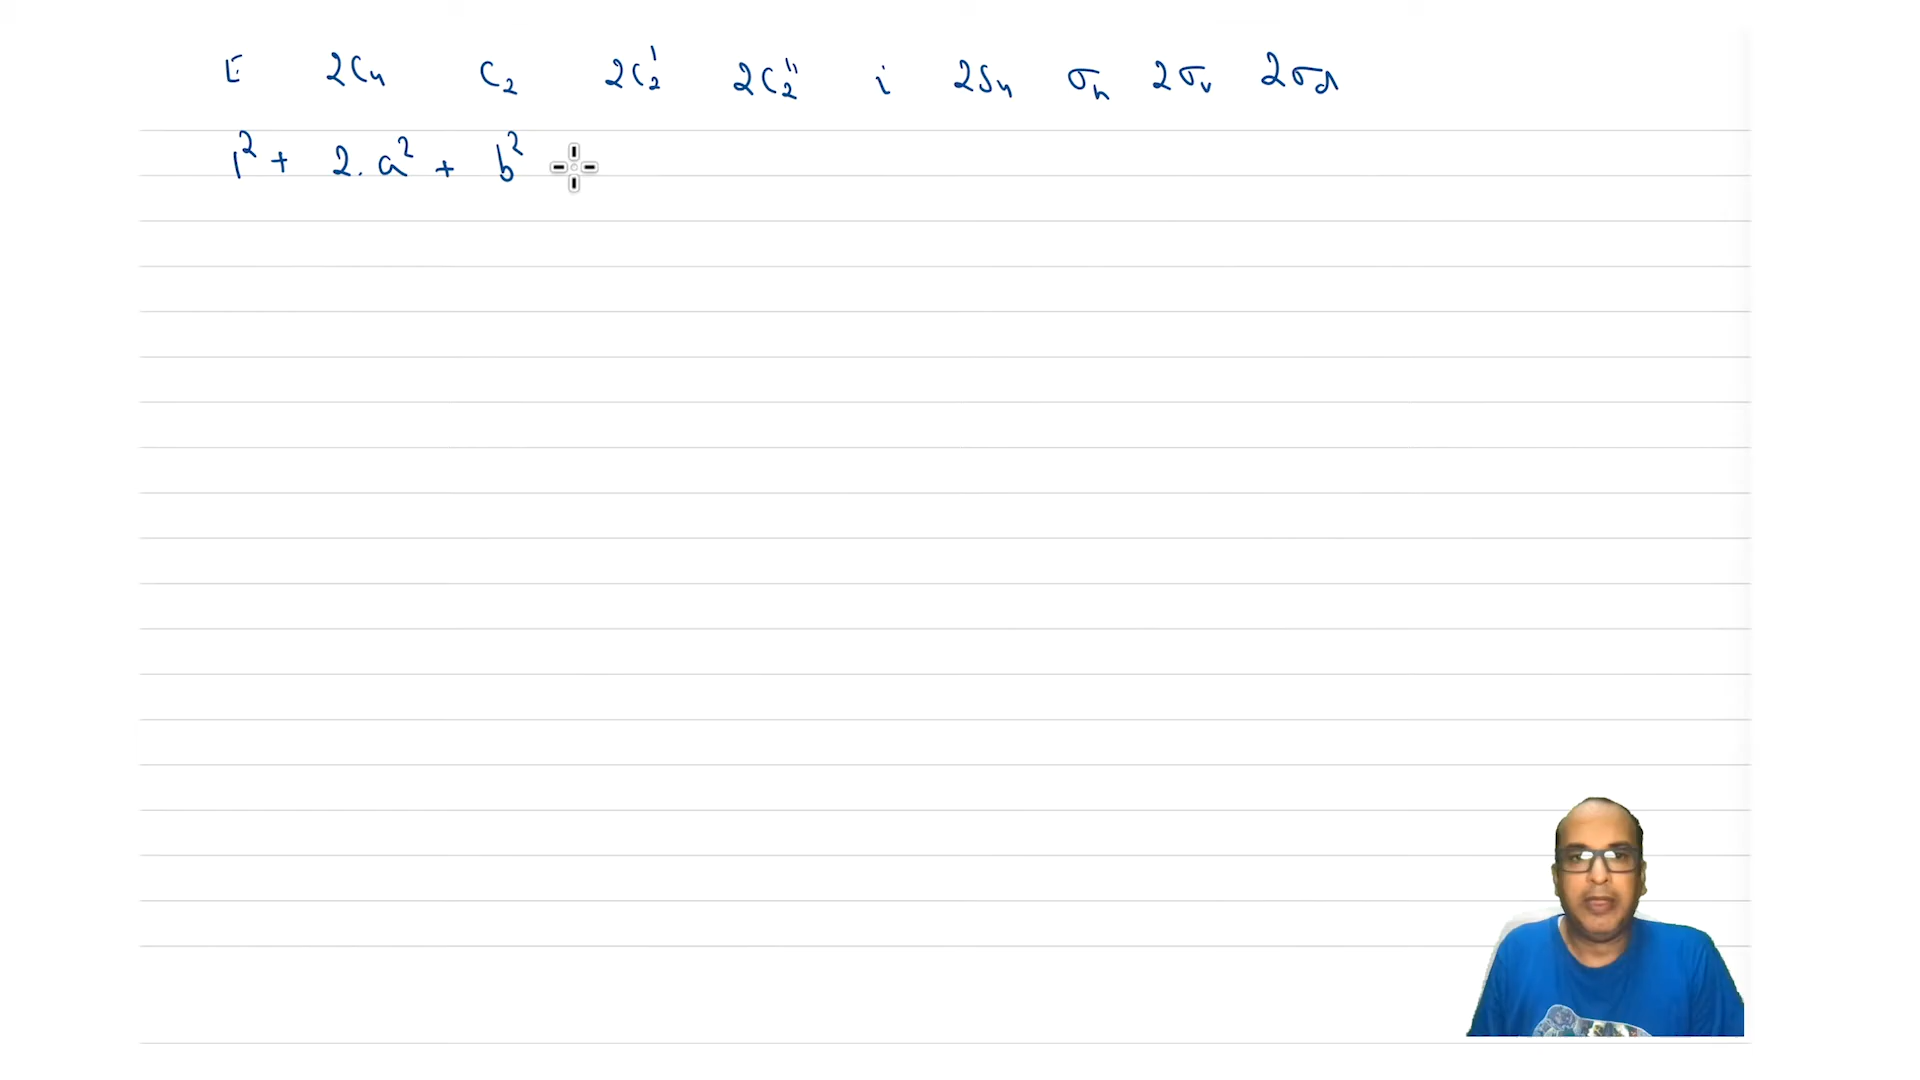 E 2C₄ C₂ 2C₂' 2C₂'' i 2S₄ σₕ 2σᵥ 2σd
1² + 2.a² + b²